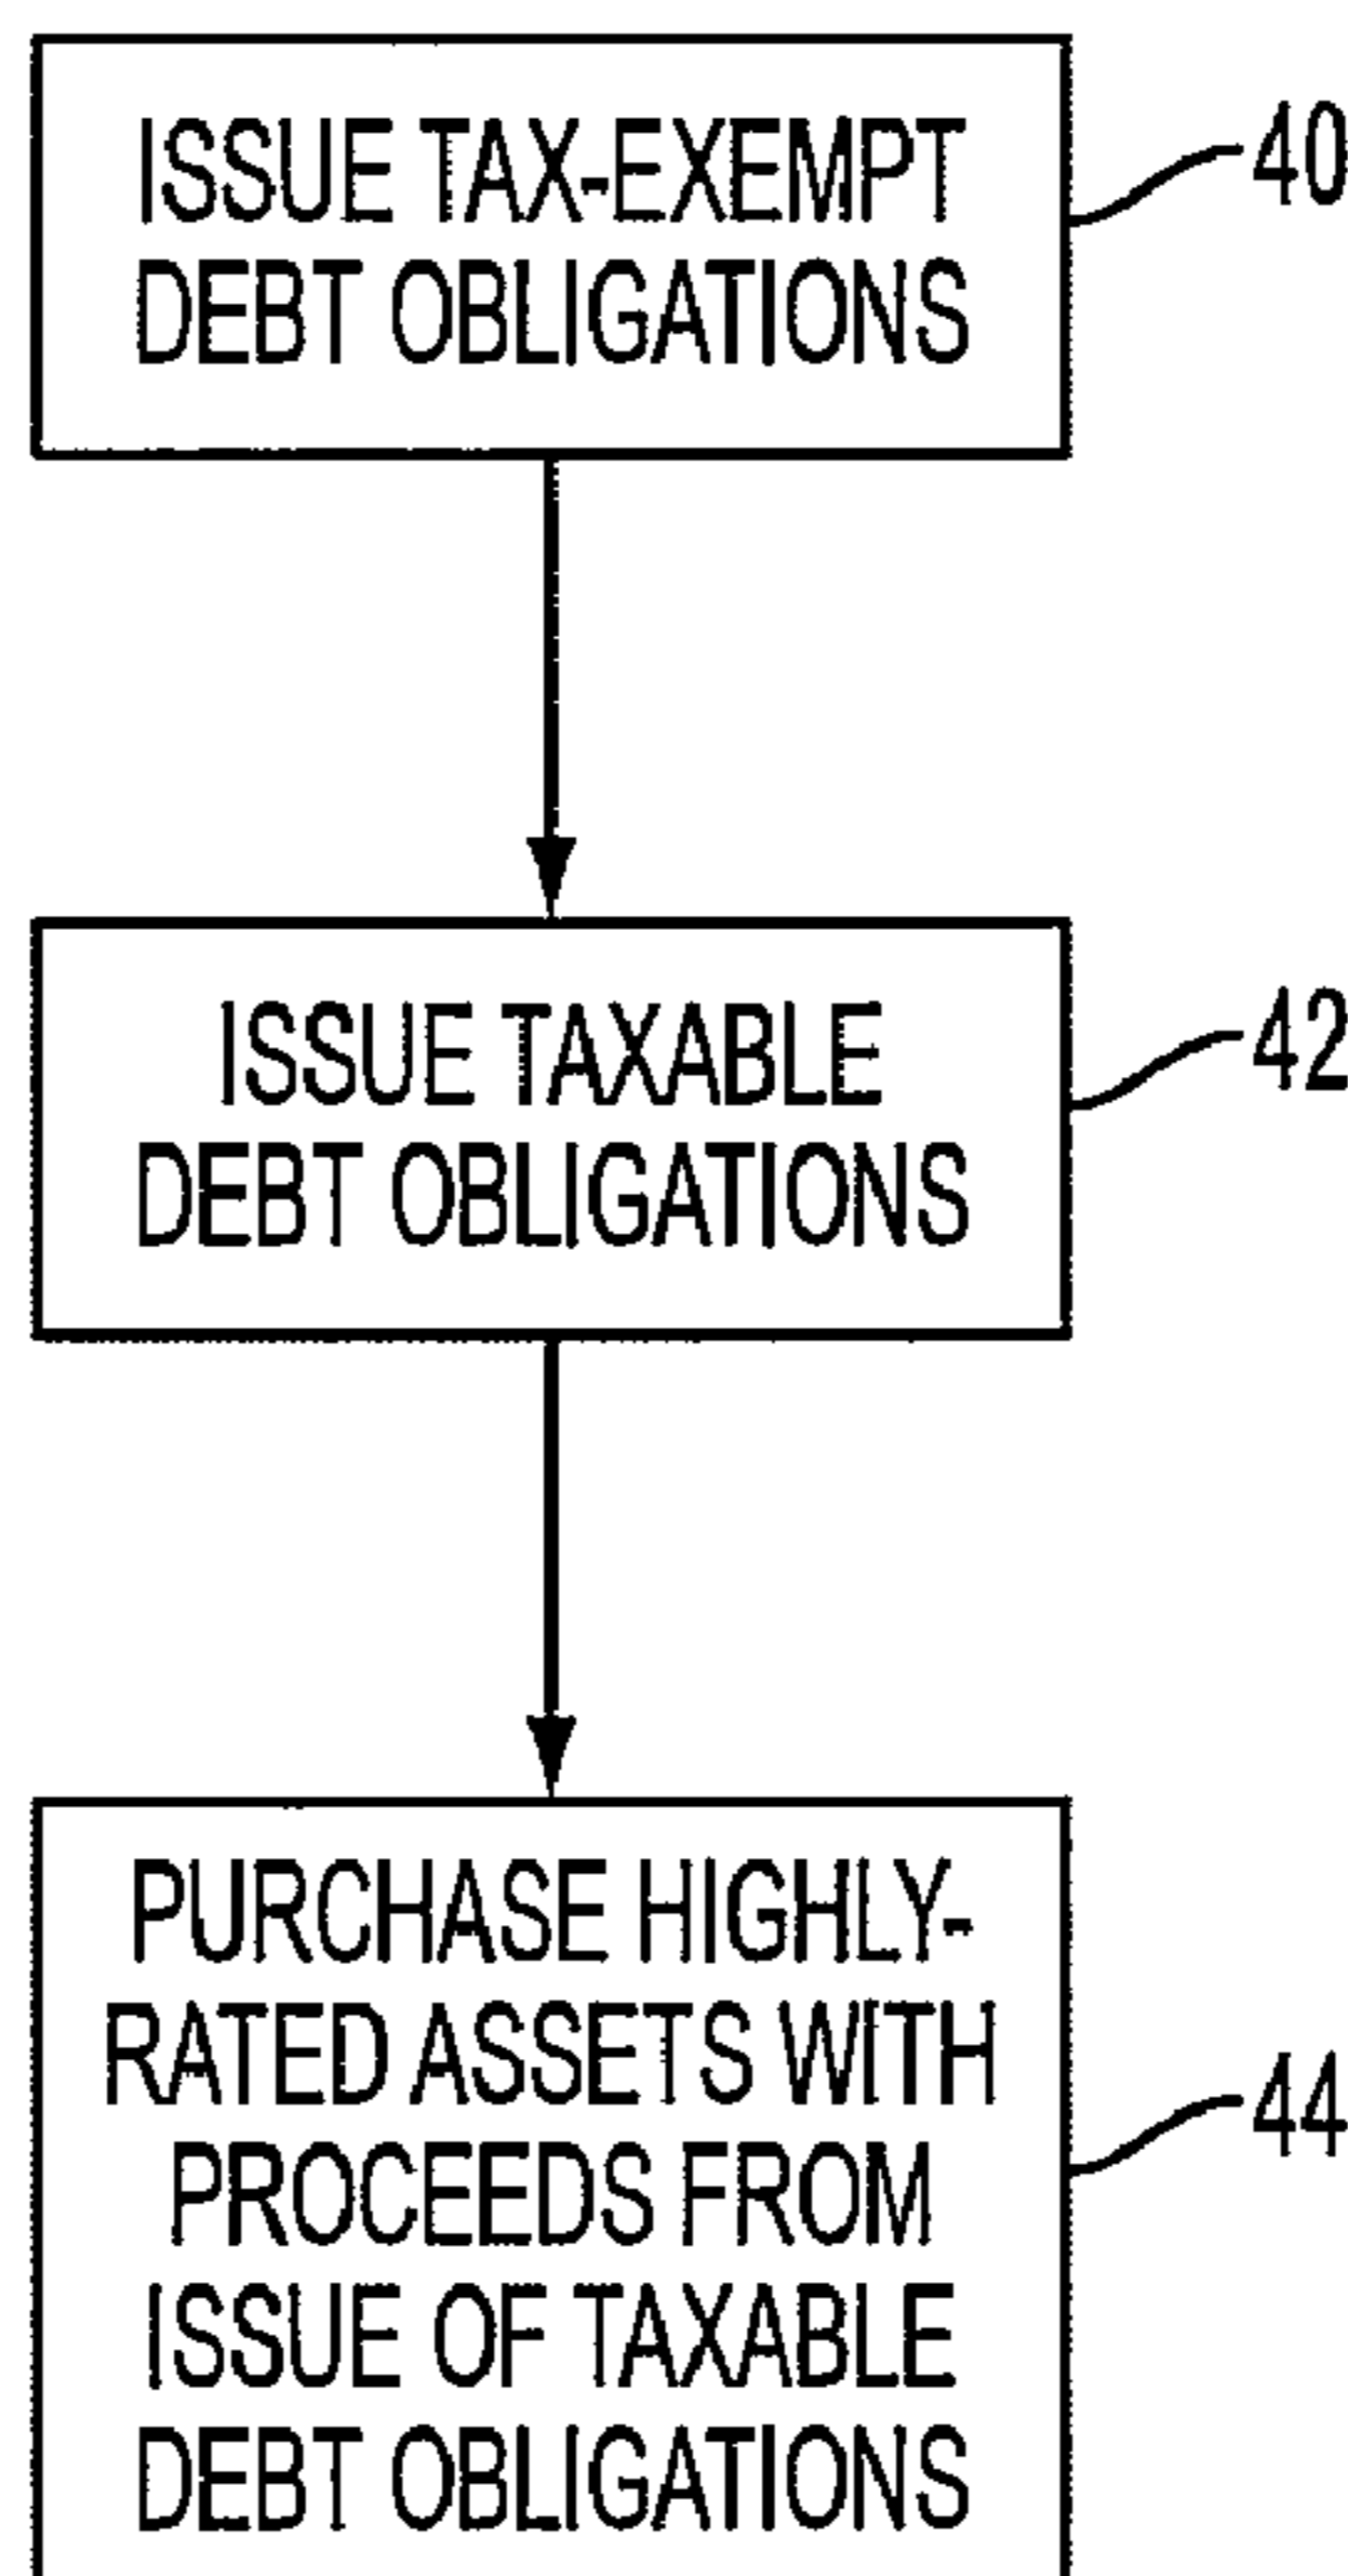 ISSUE TAX-EXEMPT
DEBT OBLIGATIONS
40
ISSUE TAXABLE
DEBT OBLIGATIONS
42
PURCHASE HIGHLY-
RATED ASSETS WITH
PROCEEDS FROM
ISSUE OF TAXABLE
DEBT OBLIGATIONS
44